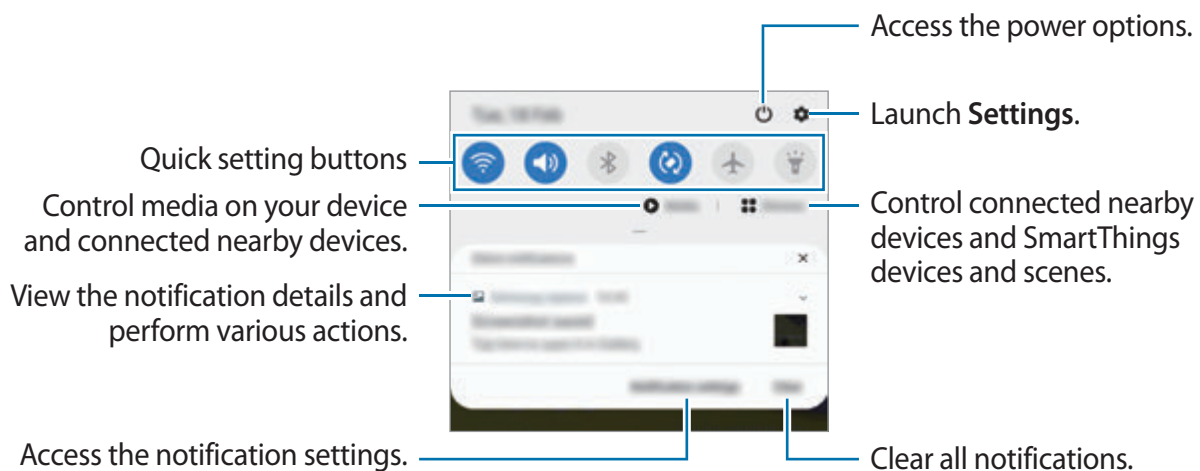 Access the power options.
Launch Settings.
Quick setting buttons
Control media on your device
and connected nearby devices.
Control connected nearby
devices and SmartThings
devices and scenes.
View the notification details and
perform various actions.
Access the notification settings.
Clear all notifications.